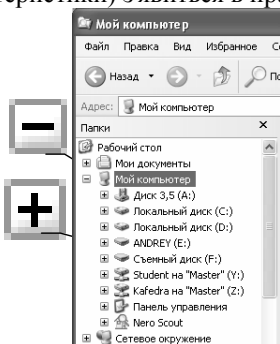 Мой компьютер
Файл Правка Вид Избранное
Назад
Адрес: Мой компьютер
Папки
Рабочий стол
Мои документы
Мой компьютер
Диск 3,5 (A:)
Локальный диск (C:)
Локальный диск (D:)
ANDREY (E:)
Съемный диск (F:)
Student на "Master" (Y:)
Kafedra на "Master" (Z:)
Панель управления
Nero Scout
Сетевое окружение